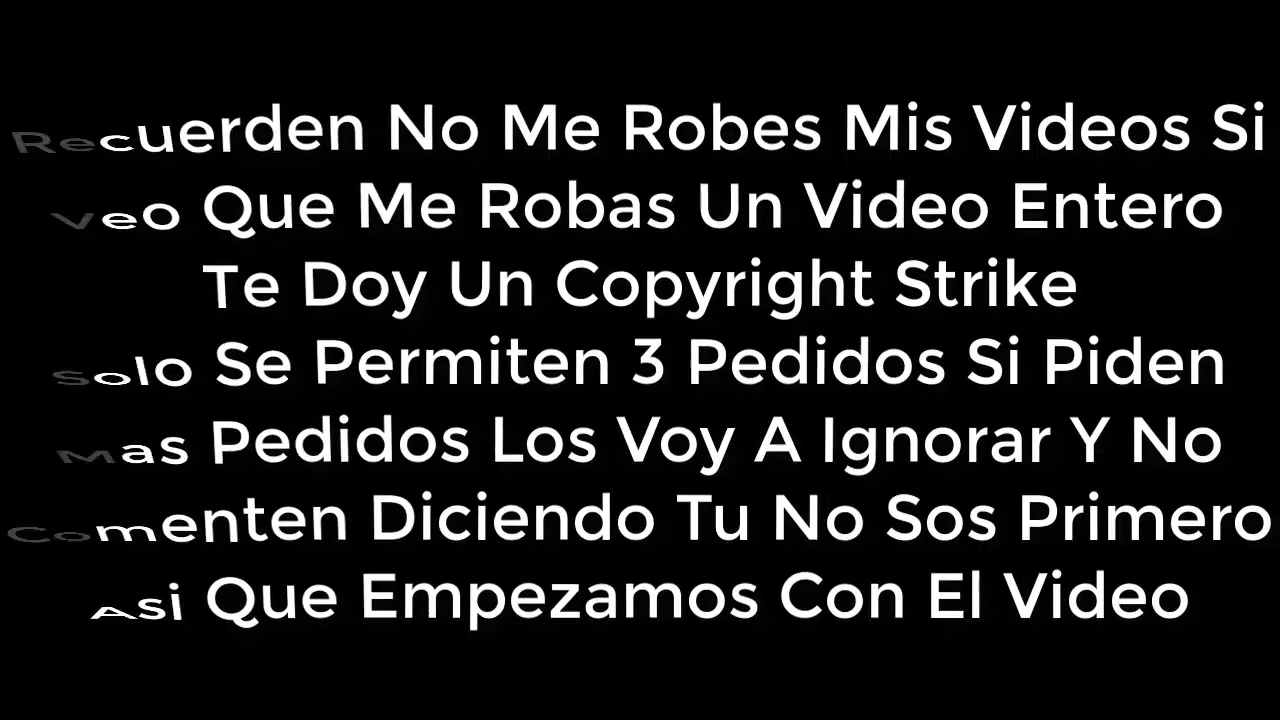 Recuerden No Me Robes Mis Videos Si
Veo Que Me Robas Un Video Entero
Te Doy Un Copyright Strike
Solo Se Permiten 3 Pedidos Si Piden
Mas Pedidos Los Voy A Ignorar Y No
Comenten Diciendo Tu No Sos Primero
Asi Que Empezamos Con El Video